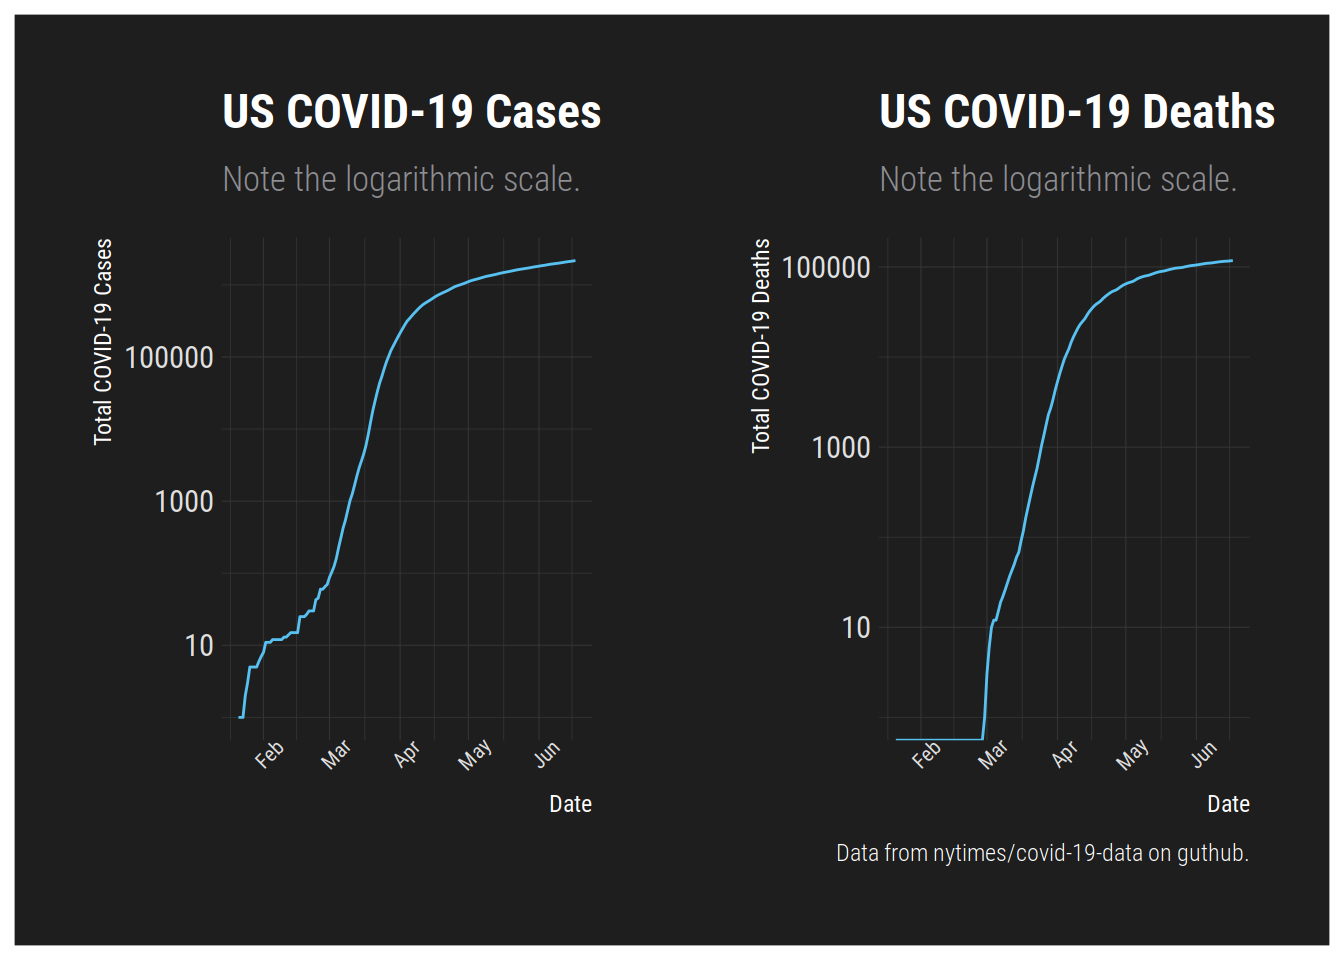 US COVID-19 Cases
Note the logarithmic scale.
Total COVID-19 Cases
100000
1000
10
Feb
Mar
Apr
May
Jun
Date
US COVID-19 Deaths
Note the logarithmic scale.
Total COVID-19 Deaths
100000
1000
10
Feb
Mar
Apr
May
Jun
Date
Data from nytimes/covid-19-data on guthub.